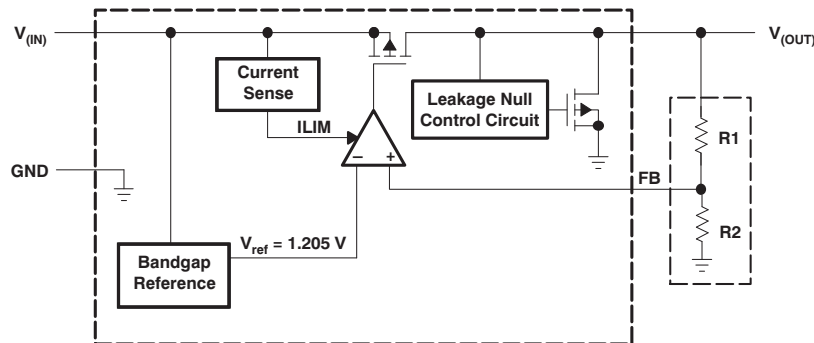 V(IN)
V(OUT)
Current
Sense
Leakage Null
Control Circuit
R1
ILIM
− +
GND
FB
R2
Vref = 1.205 V
Bandgap
Reference